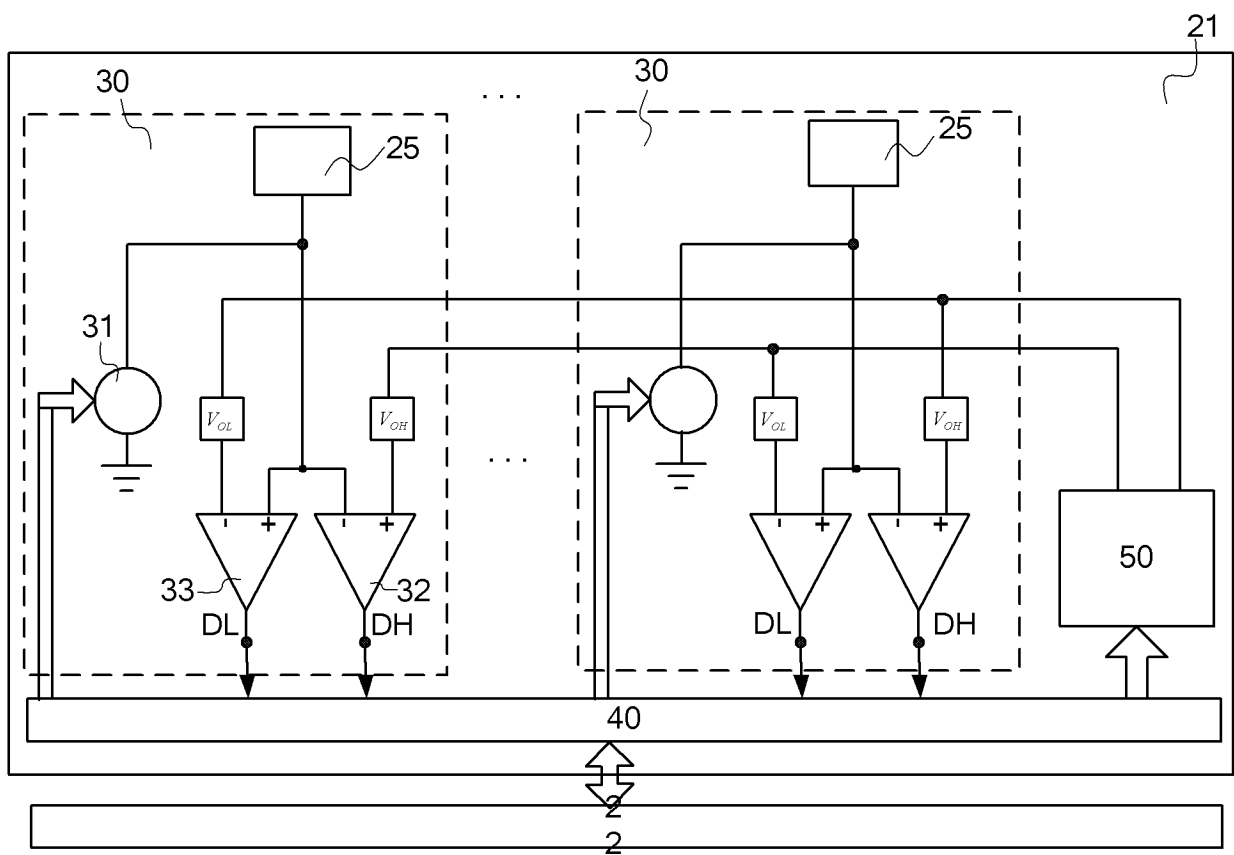 21
30
. . .
30
25
25
31
V_OL
V_OH
V_OL
V_OH
- +
- +
- +
- +
50
33
32
DL
DH
DL
DH
40
2
2